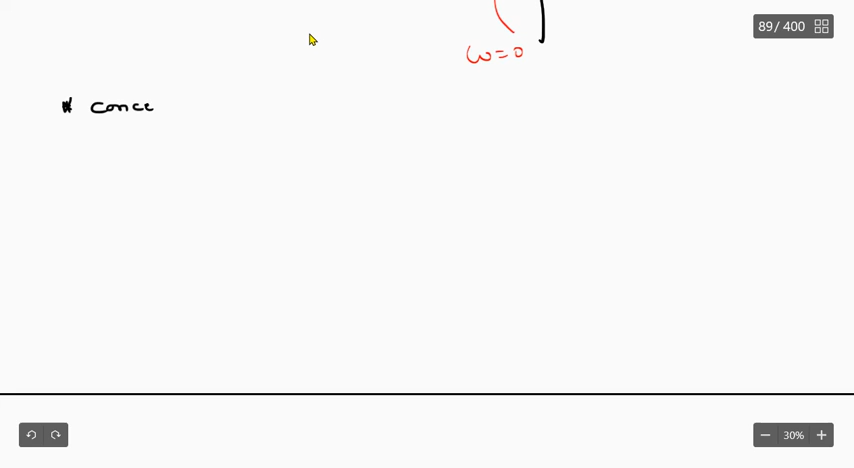 89 / 400
ω = 0
* conce
30%